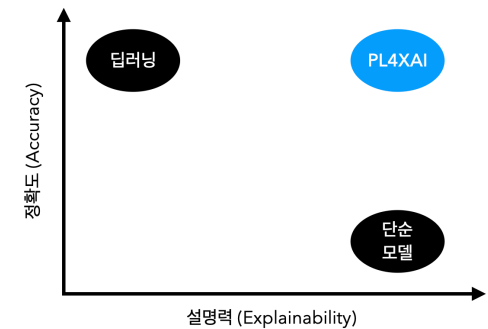 정확도 (Accuracy)
딥러닝
PL4XAI
단순
모델
설명력 (Explainability)